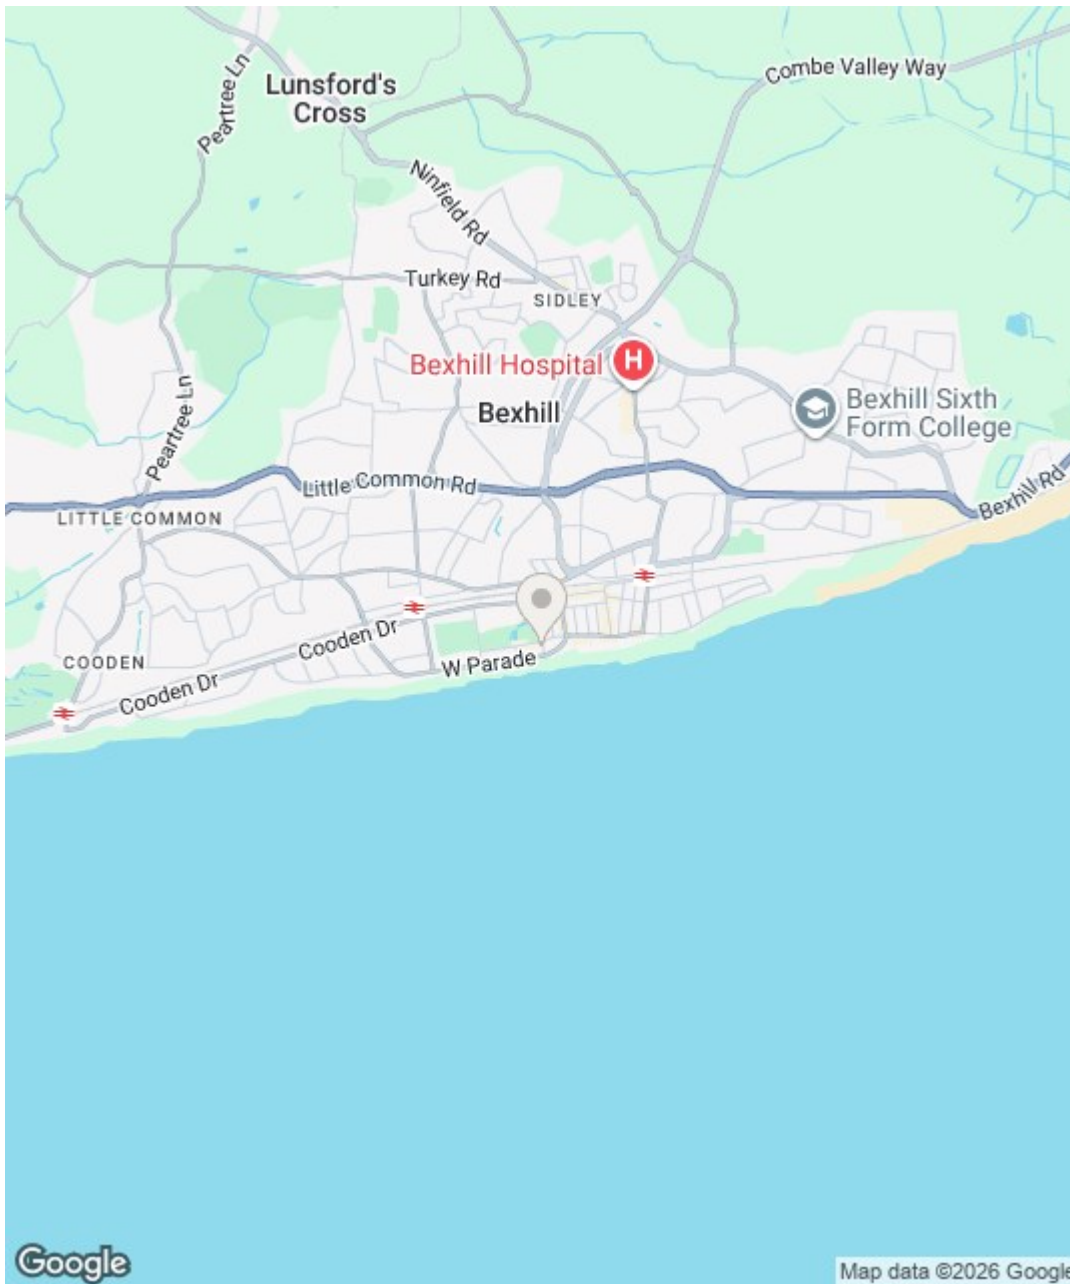 Combe Valley Way
Peartree Ln
Lunsford's
Cross
Ninfield Rd
Turkey Rd
SIDLEY
Bexhill Hospital
H
Bexhill
Bexhill Sixth
Form College
Peartree Ln
Little Common Rd
Bexhill Rd
LITTLE COMMON
Cooden Dr
COODEN
W Parade
Cooden Dr
Google
Map data ©2026 Google